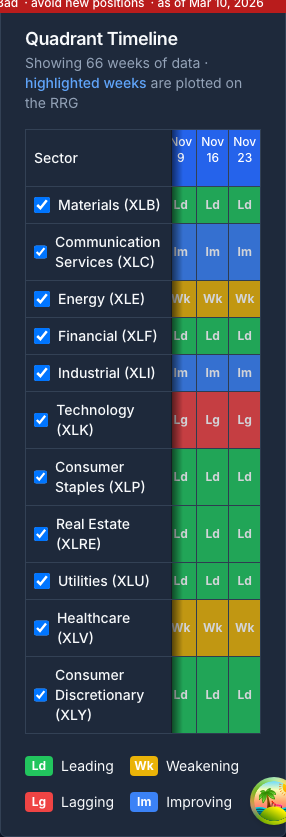 Bad · avoid new positions · as of Mar 10, 2026
Quadrant Timeline
Showing 66 weeks of data ·
highlighted weeks are plotted on
the RRG
Sector Nov 9 Nov 16 Nov 23
Materials (XLB) Ld Ld Ld
Communication Services (XLC) Im Im Im
Energy (XLE) Wk Wk Wk
Financial (XLF) Ld Ld Ld
Industrial (XLI) Im Im Im
Technology (XLK) Lg Lg Lg
Consumer Staples (XLP) Ld Ld Ld
Real Estate (XLRE) Ld Ld Ld
Utilities (XLU) Ld Ld Ld
Healthcare (XLV) Wk Wk Wk
Consumer Discretionary (XLY) Ld Ld Ld
Ld Leading Wk Weakening
Lg Lagging Im Improving